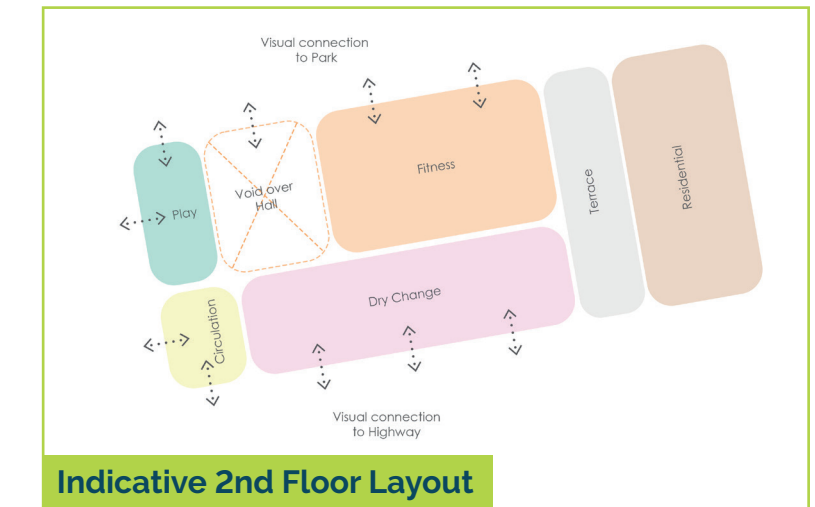 Visual connection
to Park
Play
Void over
Hall
Fitness
Terrace
Residential
Circulation
Dry Change
Visual connection
to Highway
Indicative 2nd Floor Layout